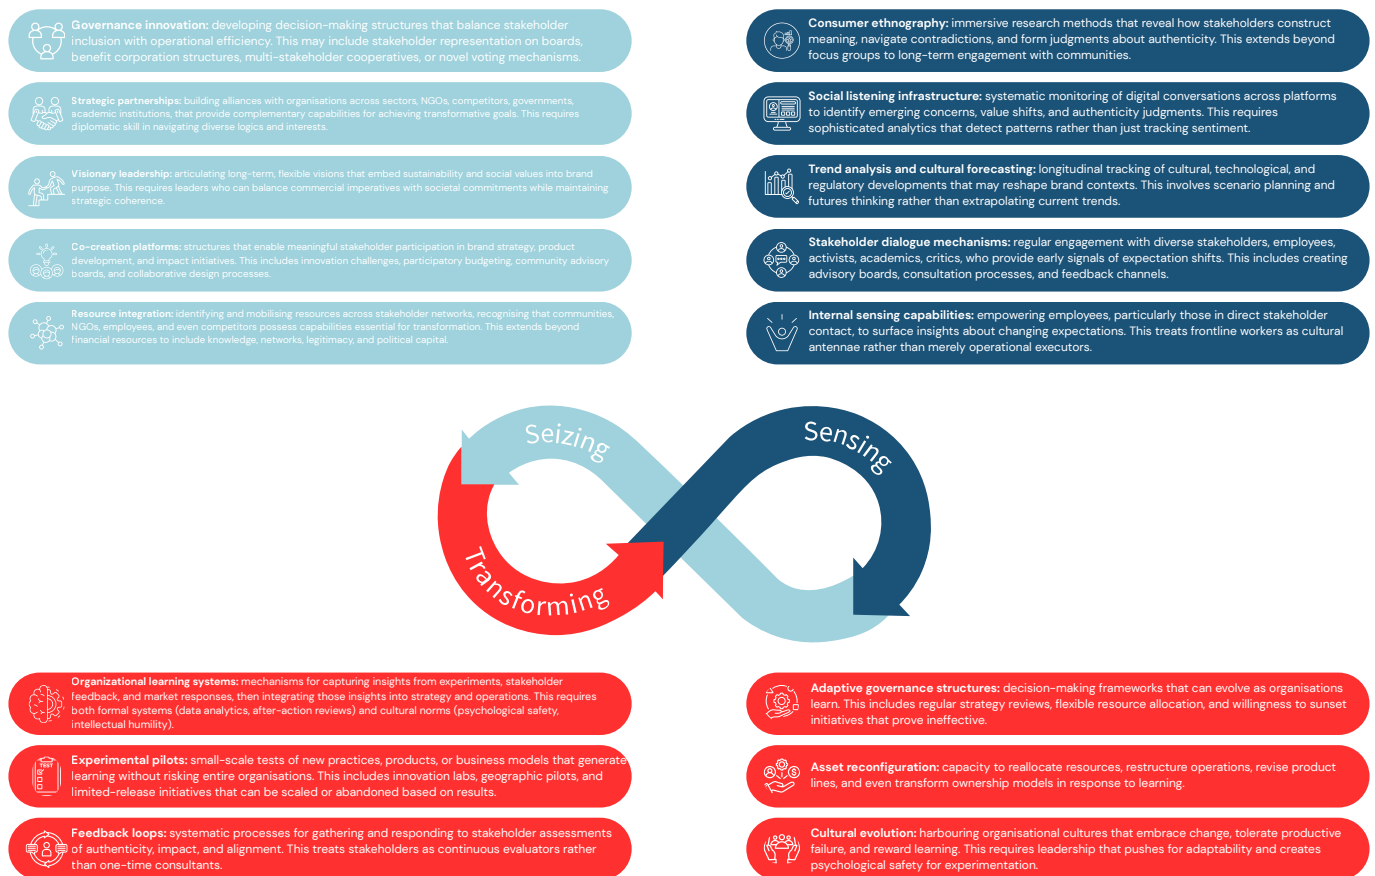 Governance innovation: developing decision-making structures that balance stakeholder
inclusion with operational efficiency. This may include stakeholder representation on boards,
benefit corporation structures, multi-stakeholder cooperatives, or novel voting mechanisms.
Strategic partnerships: building alliances with organisations across sectors, NGOs, competitors, governments,
academic institutions, that provide complementary capabilities for achieving transformative goals. This requires
diplomatic skill in navigating diverse logics and interests.
Visionary leadership: articulating long-term, flexible visions that embed sustainability and social values into brand
purpose. This requires leaders who can balance commercial imperatives with societal commitments while maintaining
strategic coherence.
Co-creation platforms: structures that enable meaningful stakeholder participation in brand strategy, product
development, and impact initiatives. This includes innovation challenges, participatory budgeting, community advisory
boards, and collaborative design processes.
Resource integration: identifying and mobilising resources across stakeholder networks, recognising that communities,
NGOs, employees, and even competitors possess capabilities essential for transformation. This extends beyond
financial resources to include knowledge, networks, legitimacy, and political capital.
Consumer ethnography: immersive research methods that reveal how stakeholders construct
meaning, navigate contradictions, and form judgments about authenticity. This extends beyond
focus groups to long-term engagement with communities.
Social listening infrastructure: systematic monitoring of digital conversations across platforms
to identify emerging concerns, value shifts, and authenticity judgments. This requires
sophisticated analytics that detect patterns rather than just tracking sentiment.
Trend analysis and cultural forecasting: longitudinal tracking of cultural, technological, and
regulatory developments that may reshape brand contexts. This involves scenario planning and
futures thinking rather than extrapolating current trends.
Stakeholder dialogue mechanisms: regular engagement with diverse stakeholders, employees,
activists, academics, critics, who provide early signals of expectation shifts. This includes creating
advisory boards, consultation processes, and feedback channels.
Internal sensing capabilities: empowering employees, particularly those in direct stakeholder
contact, to surface insights about changing expectations. This treats frontline workers as cultural
antennae rather than merely operational executors.
Seizing
Sensing
Transforming
Organizational learning systems: mechanisms for capturing insights from experiments, stakeholder
feedback, and market responses, then integrating those insights into strategy and operations. This requires
both formal systems (data analytics, after-action reviews) and cultural norms (psychological safety,
intellectual humility).
TEST
Experimental pilots: small-scale tests of new practices, products, or business models that generate
learning without risking entire organisations. This includes innovation labs, geographic pilots, and
limited-release initiatives that can be scaled or abandoned based on results.
Feedback loops: systematic processes for gathering and responding to stakeholder assessments
of authenticity, impact, and alignment. This treats stakeholders as continuous evaluators rather
than one-time consultants.
Adaptive governance structures: decision-making frameworks that can evolve as organisations
learn. This includes regular strategy reviews, flexible resource allocation, and willingness to sunset
initiatives that prove ineffective.
Asset reconfiguration: capacity to reallocate resources, restructure operations, revise product
lines, and even transform ownership models in response to learning.
Cultural evolution: harbouring organisational cultures that embrace change, tolerate productive
failure, and reward learning. This requires leadership that pushes for adaptability and creates
psychological safety for experimentation.